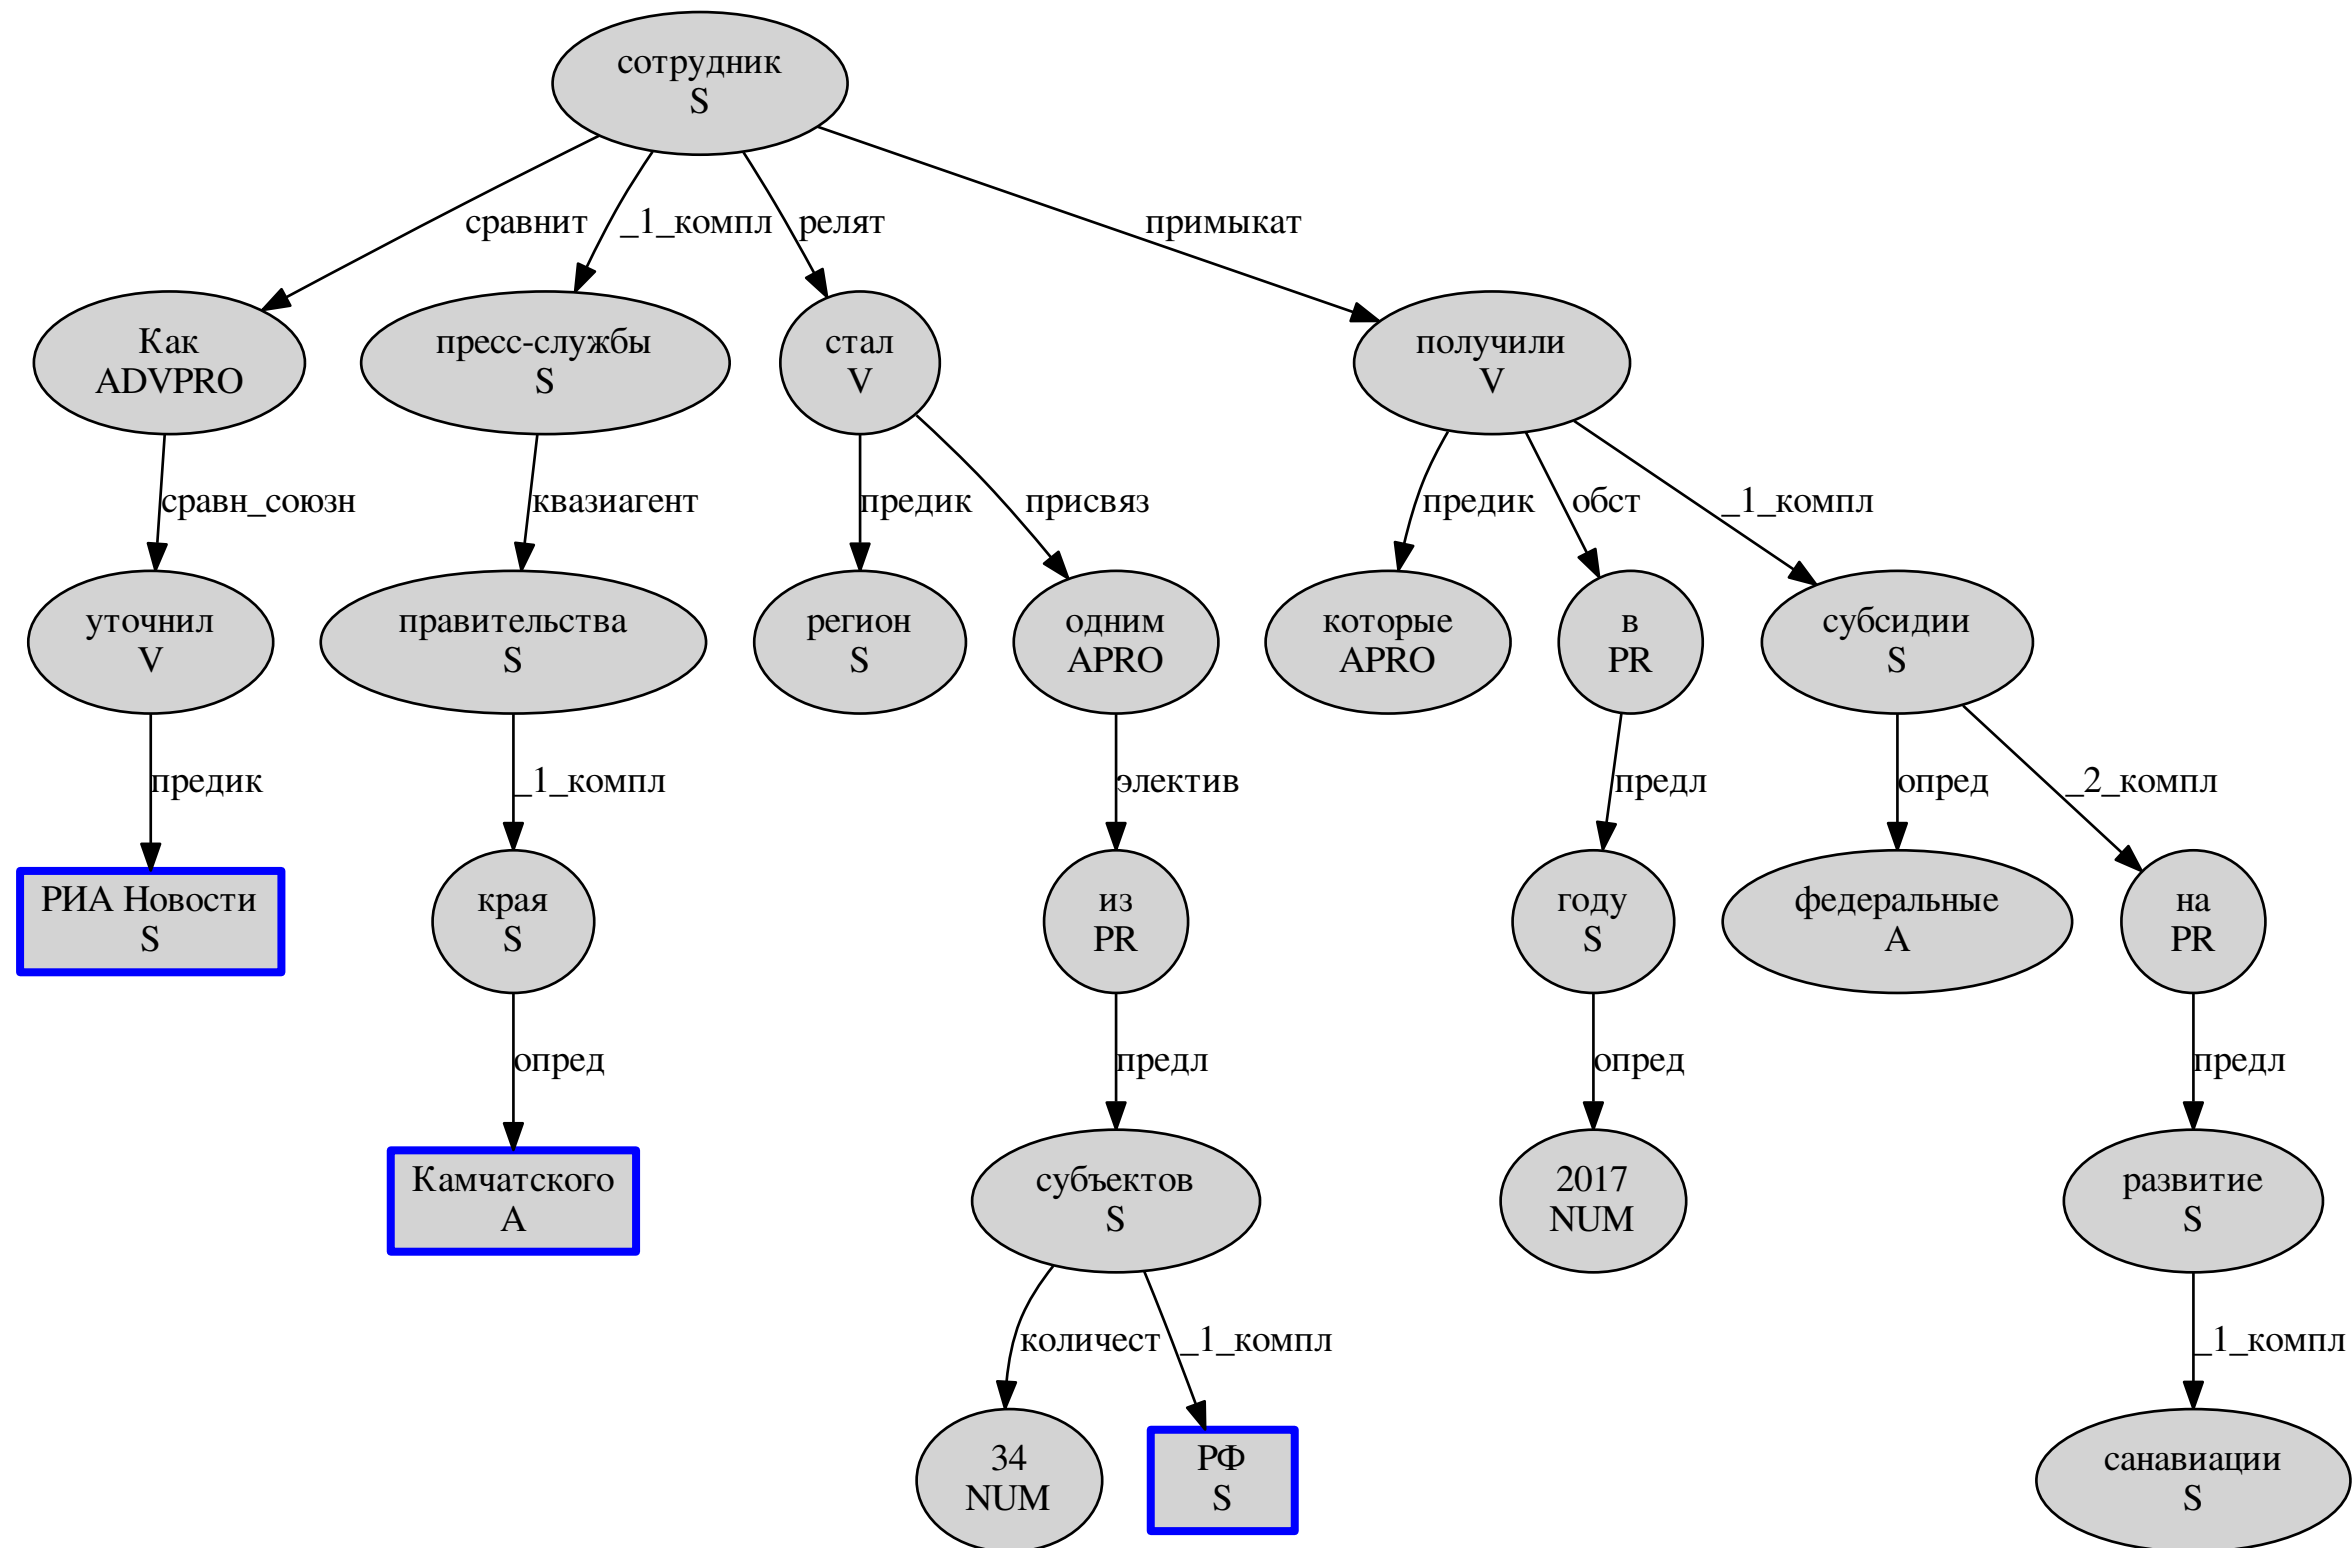 сотрудник
S
сравнит
_1_компл
релят
примыкат
Как
ADVPRO
пресс-службы
S
стал
V
получили
V
сравн_союзн
квазиагент
предик
присвяз
предик
обст
_1_компл
уточнил
V
правительства
S
регион
S
одним
APRO
которые
APRO
в
PR
субсидии
S
предик
_1_компл
электив
предл
опред
_2_компл
РИА Новости
S
края
S
из
PR
году
S
федеральные
A
на
PR
опред
предл
опред
предл
Камчатского
A
субъектов
S
2017
NUM
развитие
S
количест
_1_компл
_1_компл
34
NUM
РФ
S
санавиации
S